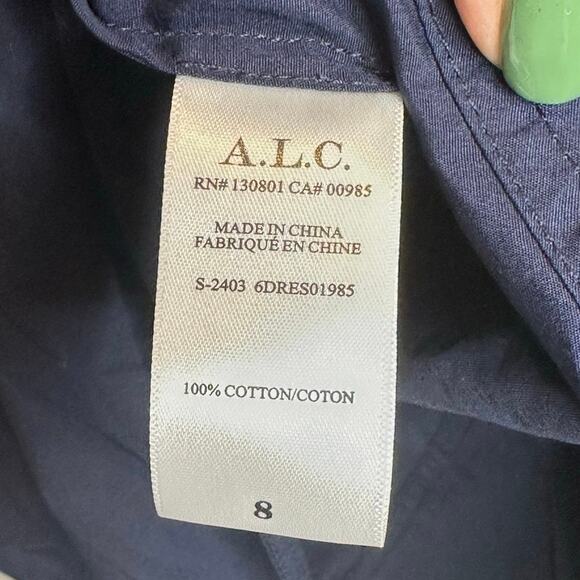 A.L.C.
RN# 130801 CA# 00985
MADE IN CHINA
FABRIQUÉ EN CHINE
S-2403 6DRES01985
100% COTTON/COTON
8